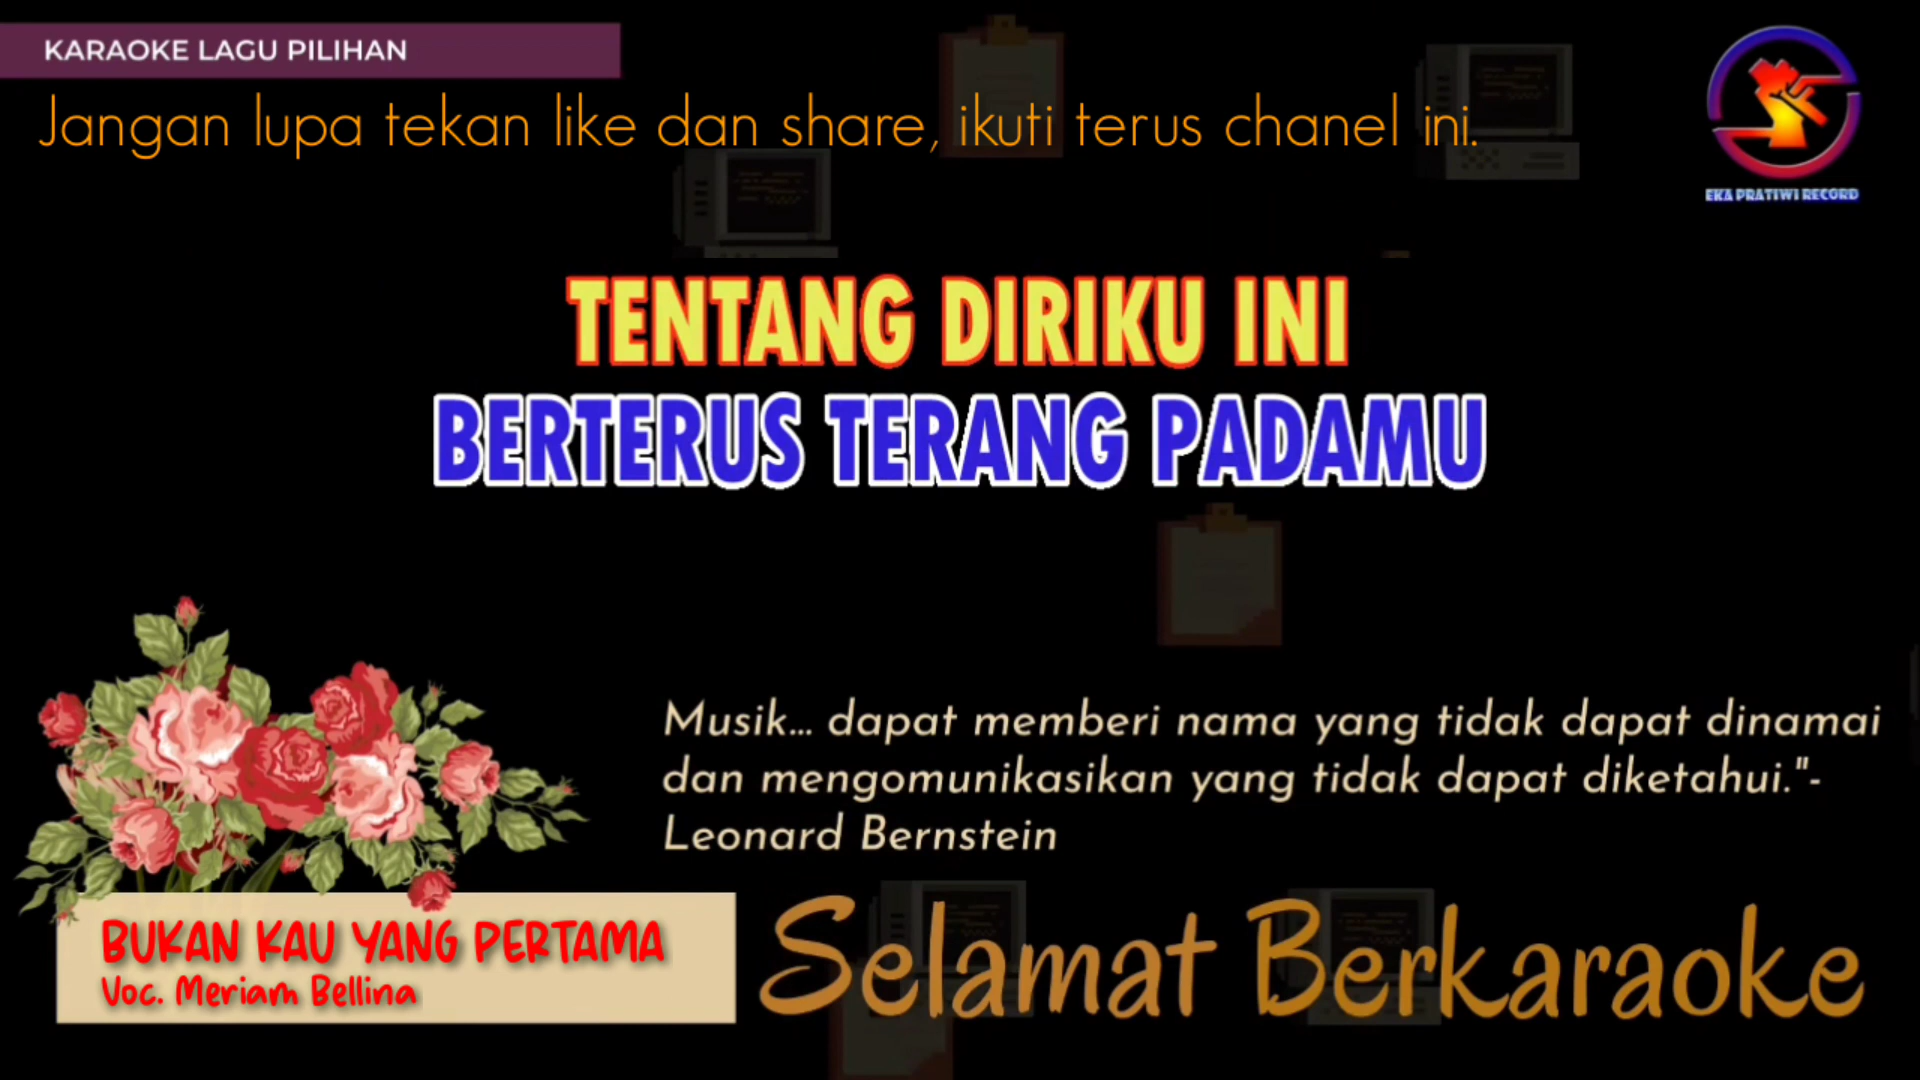 KARAOKE LAGU PILIHAN
Jangan lupa tekan like dan share, ikuti terus chanel ini.
EKA PRATIWI RECORD
TENTANG DIRIKU INI
BERTERUS TERANG PADAMU
Musik... dapat memberi nama yang tidak dapat dinamai
dan mengomunikasikan yang tidak dapat diketahui."-
Leonard Bernstein
BUKAN KAU YANG PERTAMA
Voc. Meriam Bellina
Selamat Berkaraoke